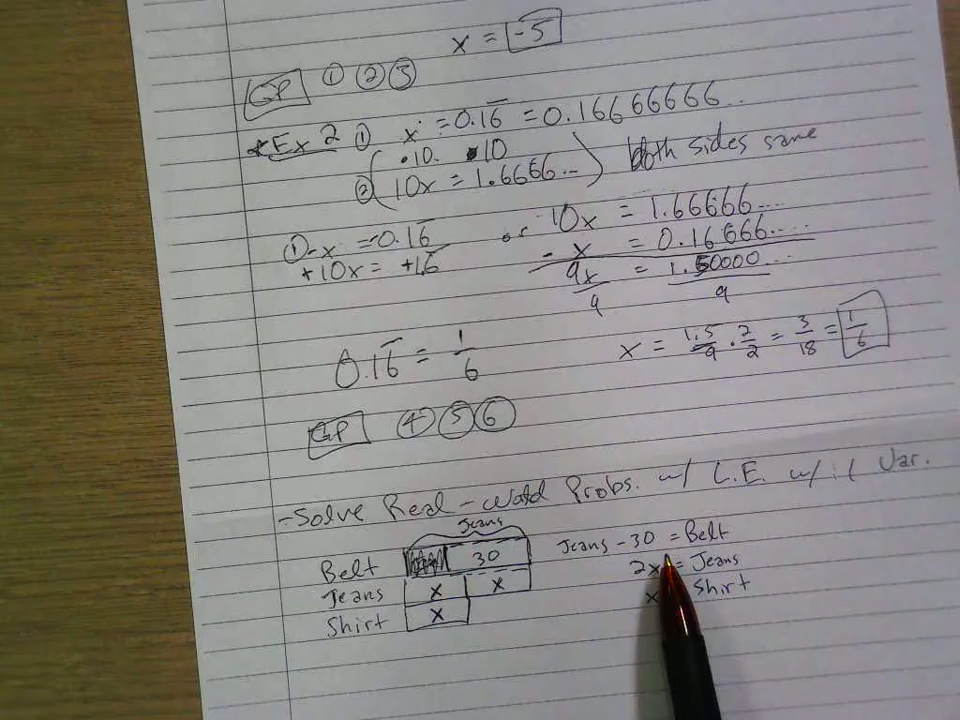 x = -5
GP ① ② ③
*Ex 2 ① x = 0.16̅ = 0.16666666...
·10 ·10
② 10x = 1.6666... both sides same
① -x = -0.16̅ or 10x = 1.66666...
+10x = +1.6̅ - x = 0.16666....
9x = 1.50000...
9 9
0.16̅ = 1/6 x = 1.5/9 · 2/2 = 3/18 = 1/6
GP ④ ⑤ ⑥
-Solve Real-World Probs. w/ L.E. w/ Var.
Jeans
Belt 30 Jeans - 30 = Belt
Jeans x x 2x = Jeans
Shirt x x Shirt